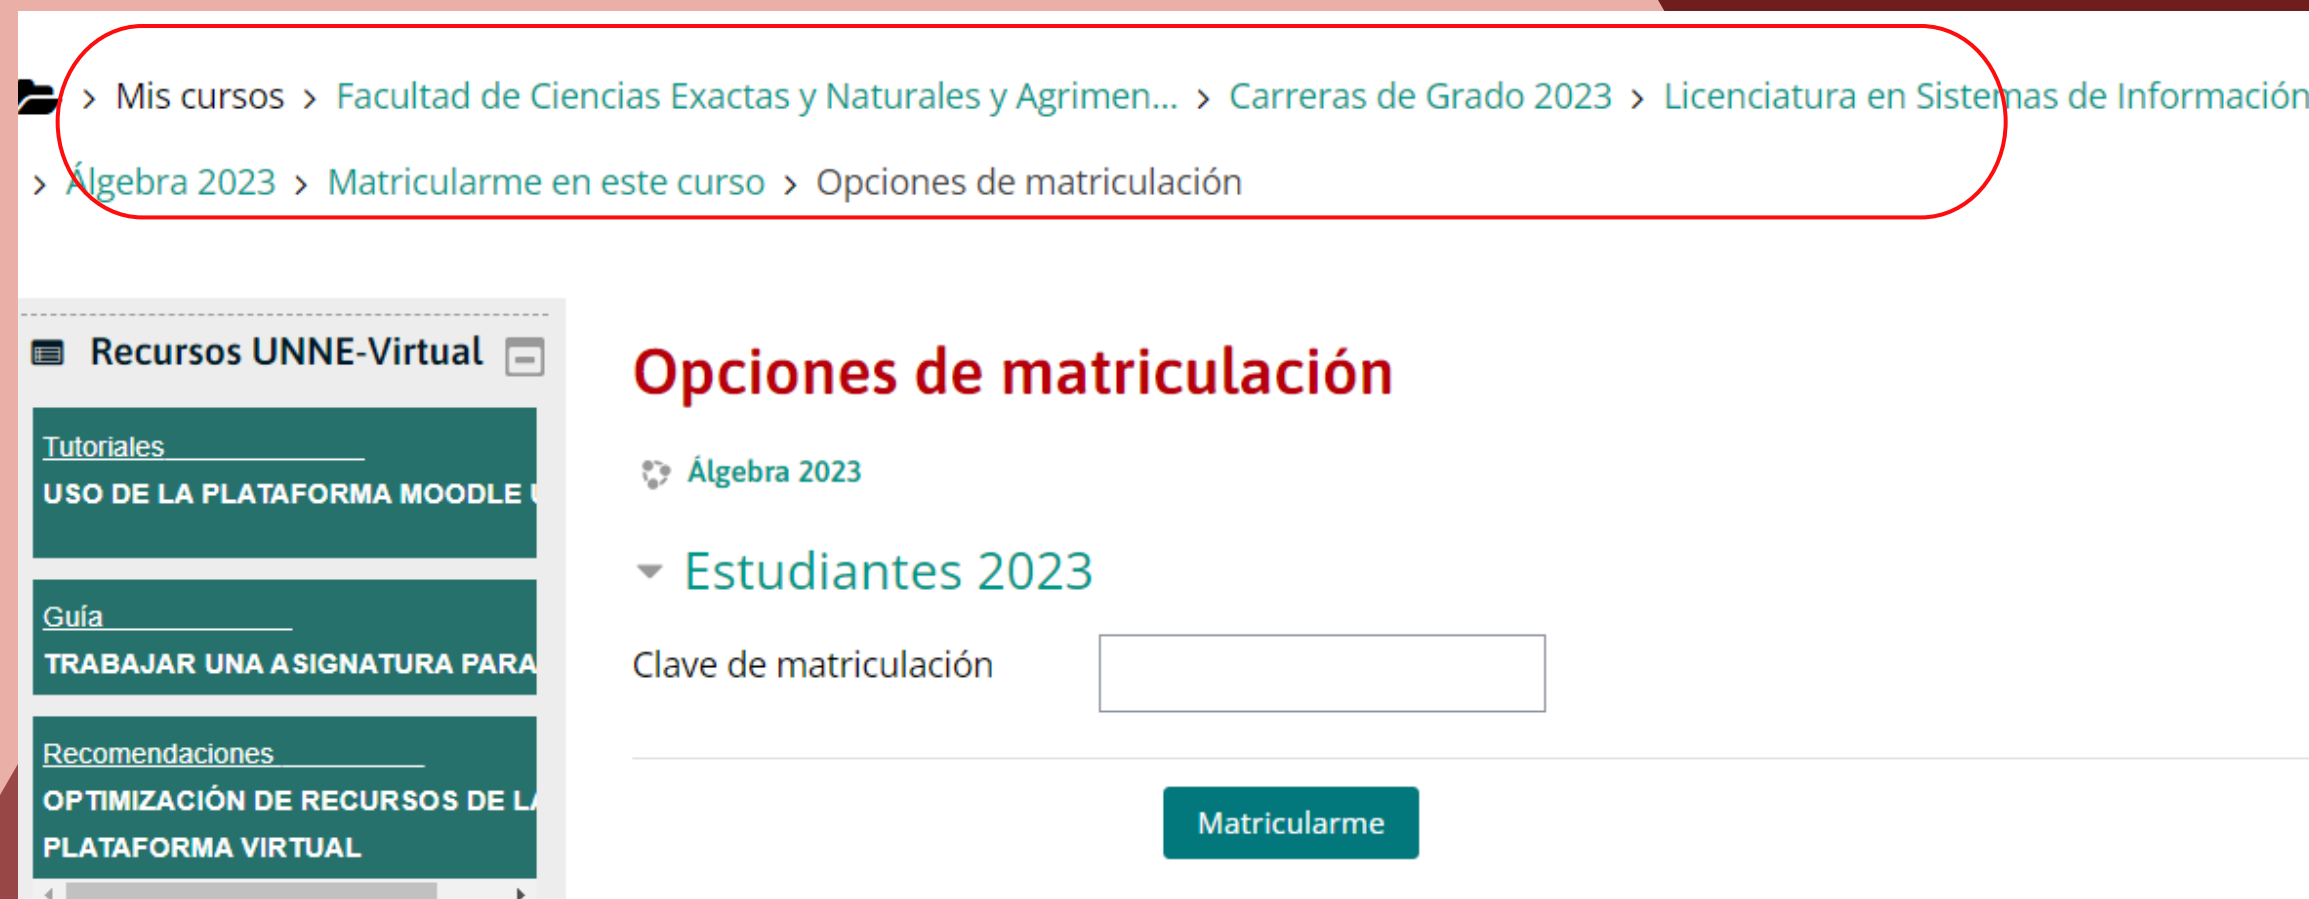 > Mis cursos > Facultad de Ciencias Exactas y Naturales y Agrimen... > Carreras de Grado 2023 > Licenciatura en Sistemas de Información
> Álgebra 2023 > Matricularme en este curso > Opciones de matriculación
Recursos UNNE-Virtual
Tutoriales
USO DE LA PLATAFORMA MOODLE
Guía
TRABAJAR UNA ASIGNATURA PARA
Recomendaciones
OPTIMIZACIÓN DE RECURSOS DE LA
PLATAFORMA VIRTUAL
Opciones de matriculación
Álgebra 2023
Estudiantes 2023
Clave de matriculación
Matricularme